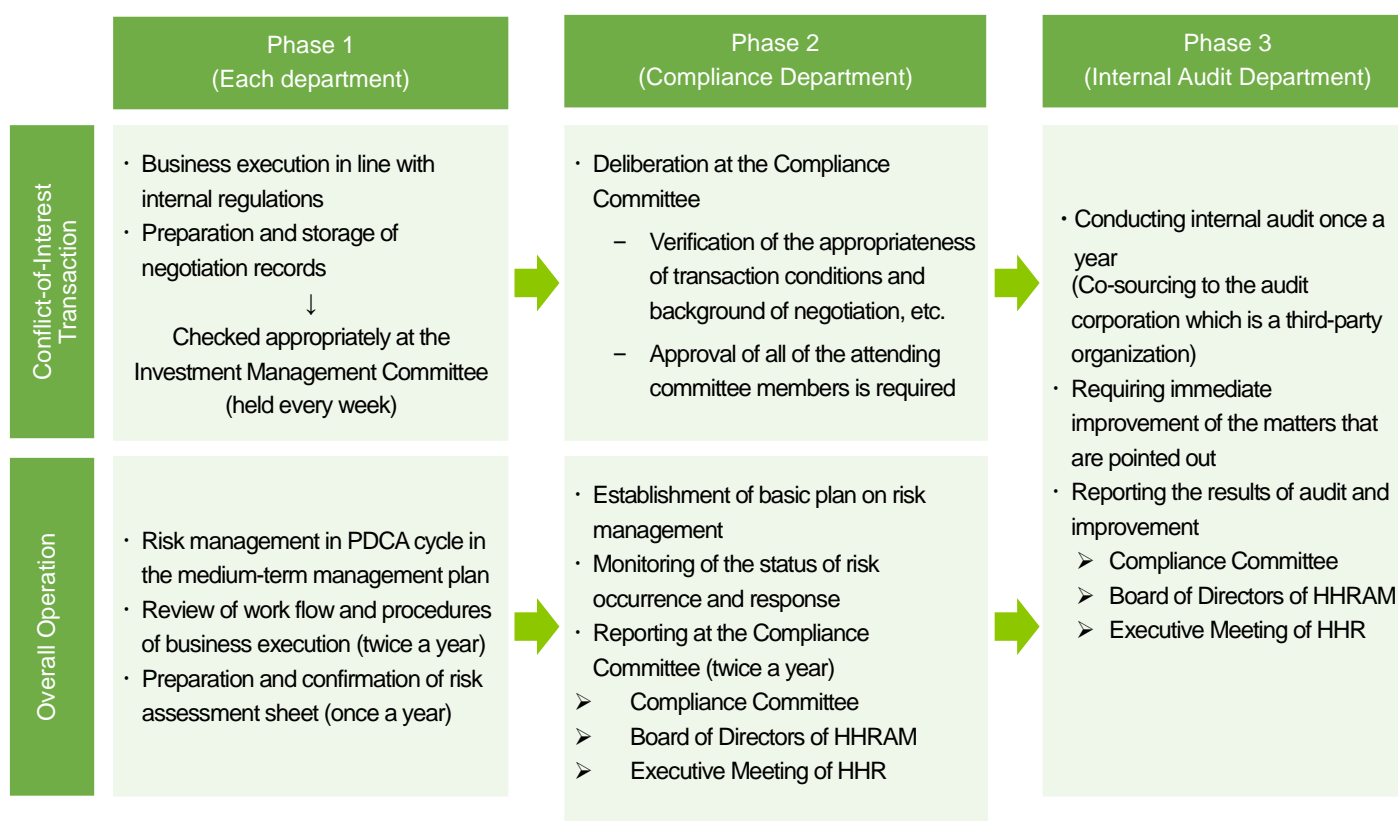 Phase 1
(Each department)
Phase 2
(Compliance Department)
Phase 3
(Internal Audit Department)
Conflict-of-Interest
Transaction
・ Business execution in line with
internal regulations
・ Preparation and storage of
negotiation records
↓
Checked appropriately at the
Investment Management Committee
(held every week)
・ Deliberation at the Compliance
Committee
– Verification of the appropriateness
of transaction conditions and
background of negotiation, etc.
– Approval of all of the attending
committee members is required
・Conducting internal audit once a
year
(Co-sourcing to the audit
corporation which is a third-party
organization)
・ Requiring immediate
improvement of the matters that
are pointed out
・ Reporting the results of audit and
improvement
➢ Compliance Committee
➢ Board of Directors of HHRAM
➢ Executive Meeting of HHR
Overall Operation
・ Risk management in PDCA cycle in
the medium-term management plan
・ Review of work flow and procedures
of business execution (twice a year)
・ Preparation and confirmation of risk
assessment sheet (once a year)
・ Establishment of basic plan on risk
management
・ Monitoring of the status of risk
occurrence and response
・ Reporting at the Compliance
Committee (twice a year)
➢ Compliance Committee
➢ Board of Directors of HHRAM
➢ Executive Meeting of HHR